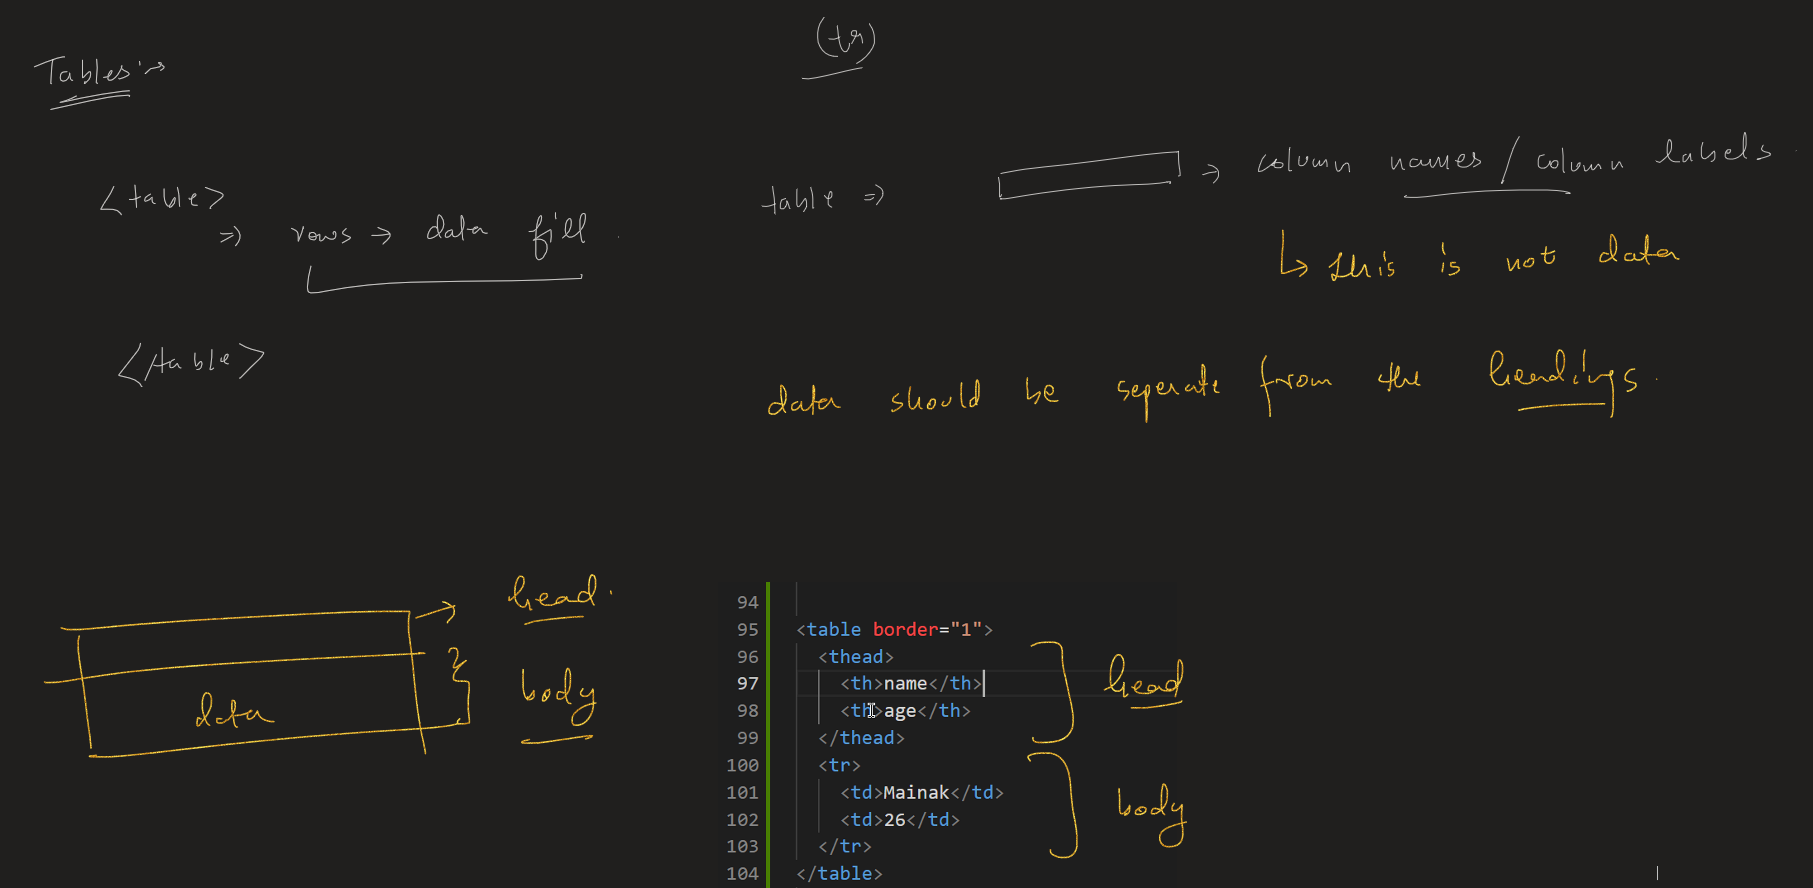 (tr)
Tables :→
<table>
⇒ rows → data fill.
</table>
table ⇒ → column names / column labels.
↳ this is not data
data should be seperate from the headings.
→ head.
data
body
94
95 <table border="1">
96 <thead>
97 <th>name</th>
98 <th>age</th>
99 </thead>
100 <tr>
101 <td>Mainak</td>
102 <td>26</td>
103 </tr>
104 </table>
head
body